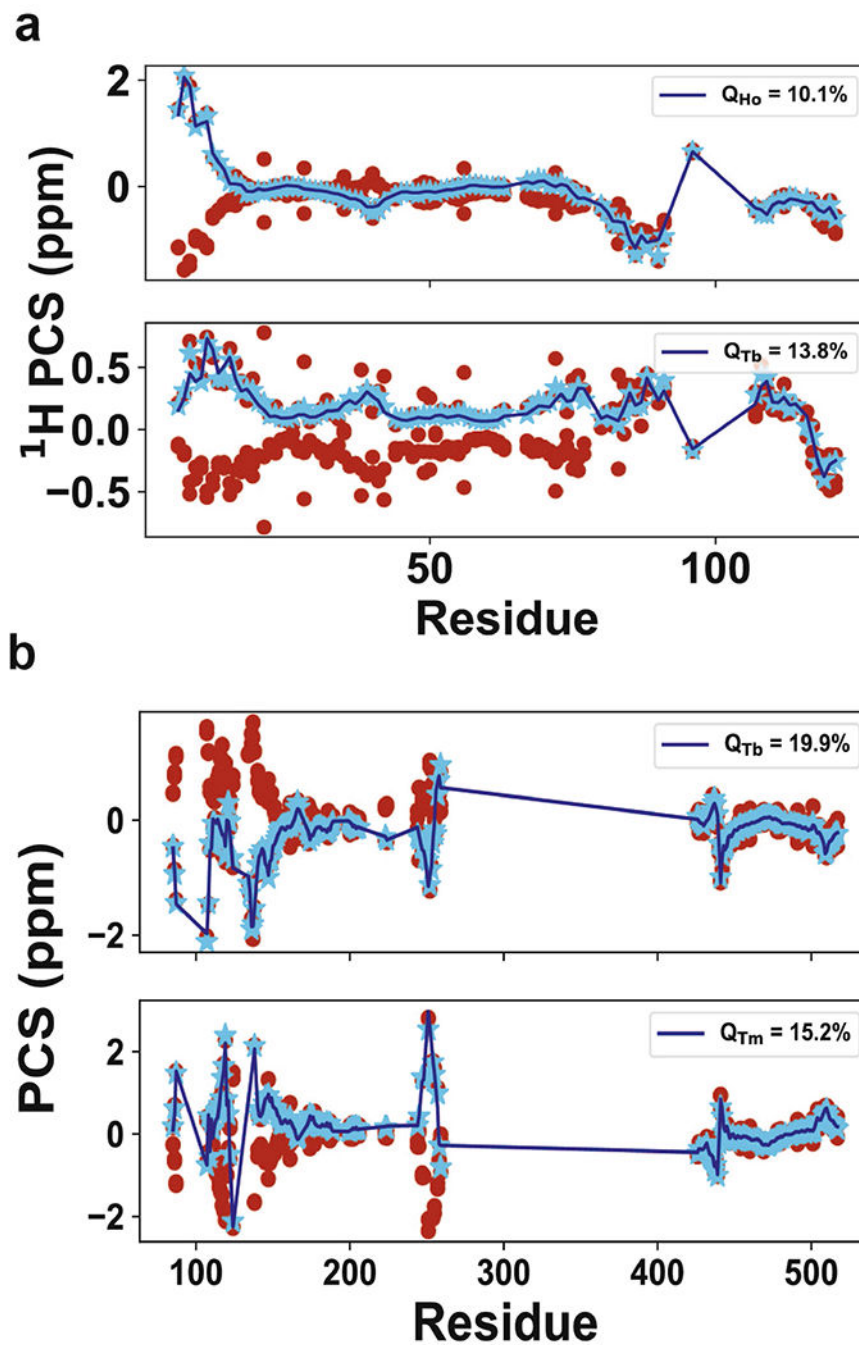 a
2
0
Q_Ho = 10.1%
¹H PCS (ppm)
0.5
0.0
−0.5
Q_Tb = 13.8%
50
100
Residue
b
0
−2
Q_Tb = 19.9%
PCS (ppm)
2
0
−2
Q_Tm = 15.2%
100
200
300
400
500
Residue